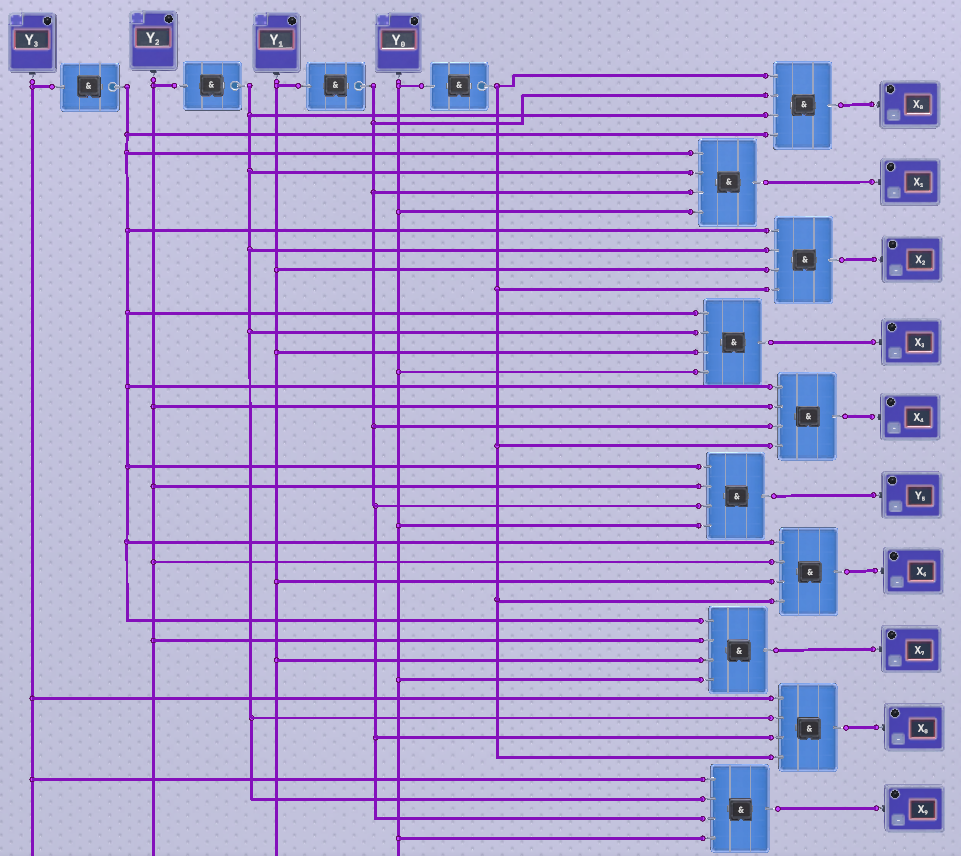 Y₃ Y₂ Y₁ Y₀
& & & &
& X₀
& X₁
& X₂
& X₃
& X₄
& Y₅
& X₆
& X₇
& X₈
& X₉